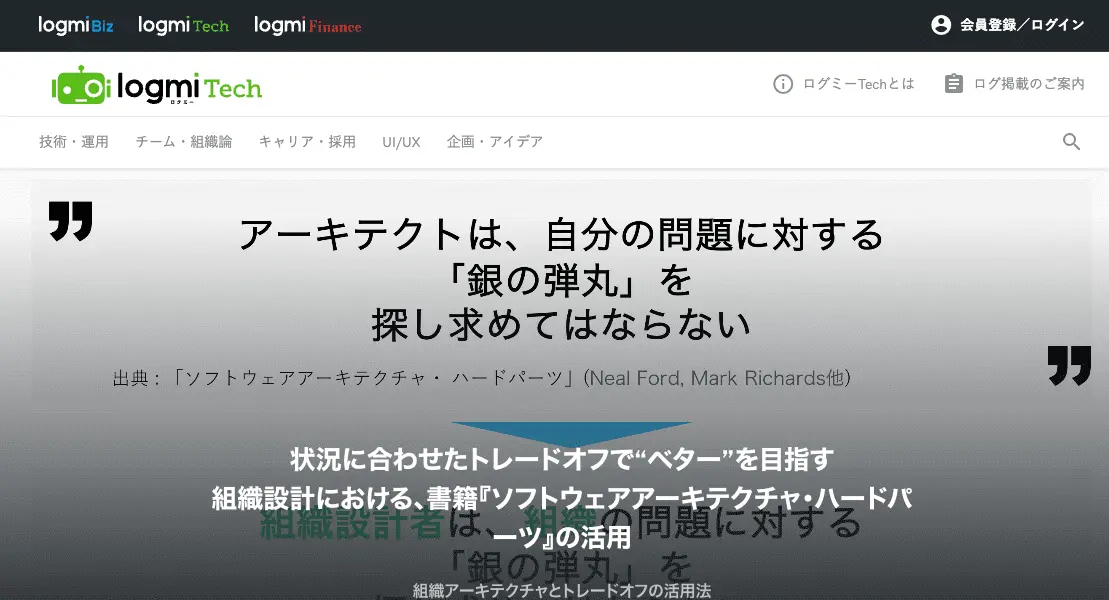 logmi Biz logmi Tech logmi Finance 会員登録／ログイン
logmi Tech ログミー ログミーTechとは ログ掲載のご案内
技術・運用 チーム・組織論 キャリア・採用 UI/UX 企画・アイデア
”
アーキテクトは、自分の問題に対する
「銀の弾丸」を
探し求めてはならない
出典：「ソフトウェアアーキテクチャ・ ハードパーツ」(Neal Ford, Mark Richards他)
”
状況に合わせたトレードオフで“ベター”を目指す
組織設計における、書籍『ソフトウェアアーキテクチャ・ハードパ
ーツ』の活用
組織設計者は、組織の問題に対する
「銀の弾丸」を
組織アーキテクチャとトレードオフの活用法